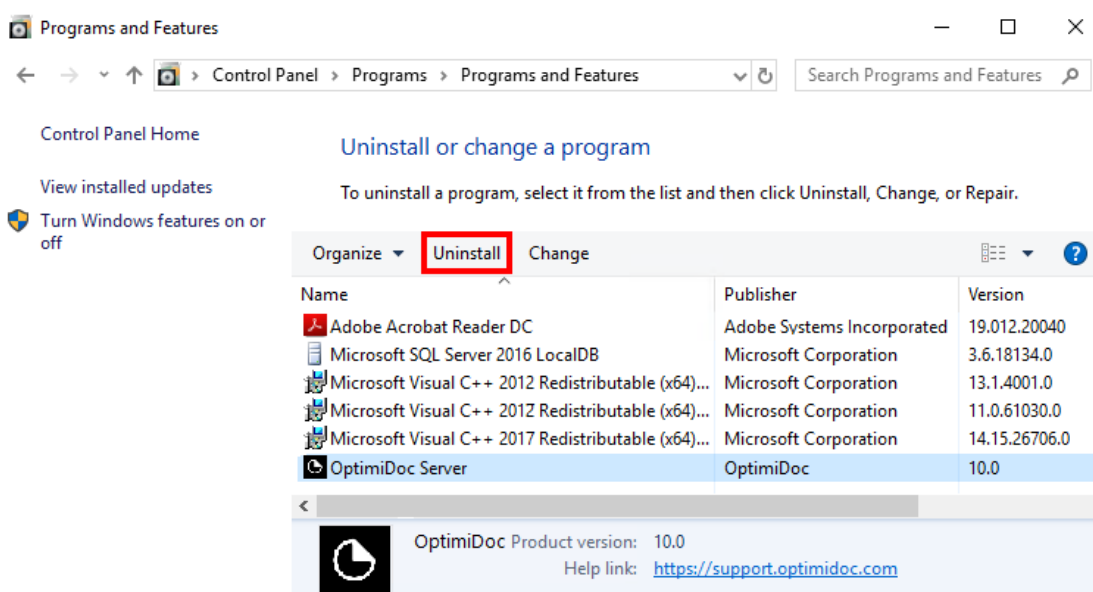 Programs and Features
Control Panel > Programs > Programs and Features
Search Programs and Features
Control Panel Home
View installed updates
Turn Windows features on or
off
Uninstall or change a program
To uninstall a program, select it from the list and then click Uninstall, Change, or Repair.
Organize Uninstall Change
Name Publisher Version
Adobe Acrobat Reader DC Adobe Systems Incorporated 19.012.20040
Microsoft SQL Server 2016 LocalDB Microsoft Corporation 3.6.18134.0
Microsoft Visual C++ 2012 Redistributable (x64)... Microsoft Corporation 13.1.4001.0
Microsoft Visual C++ 2012 Redistributable (x64)... Microsoft Corporation 11.0.61030.0
Microsoft Visual C++ 2017 Redistributable (x64)... Microsoft Corporation 14.15.26706.0
OptimiDoc Server OptimiDoc 10.0
OptimiDoc Product version: 10.0
Help link: https://support.optimidoc.com